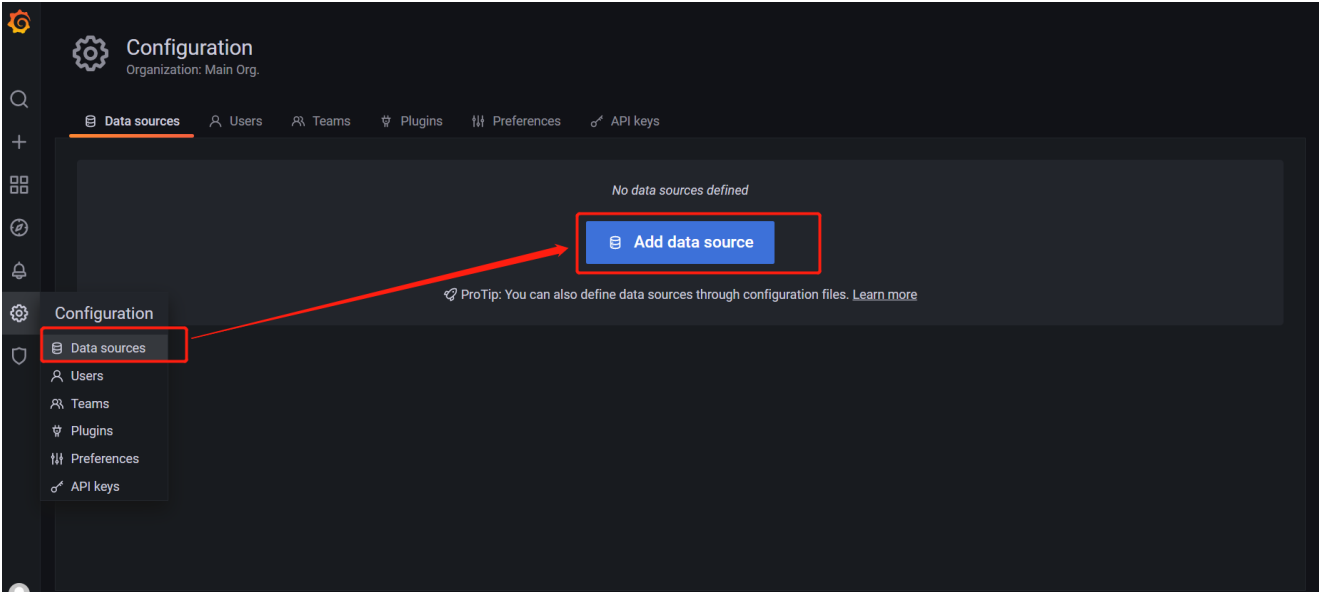 Configuration
Organization: Main Org.
Data sources Users Teams Plugins Preferences API keys
No data sources defined
Add data source
ProTip: You can also define data sources through configuration files. Learn more
Configuration
Data sources
Users
Teams
Plugins
Preferences
API keys